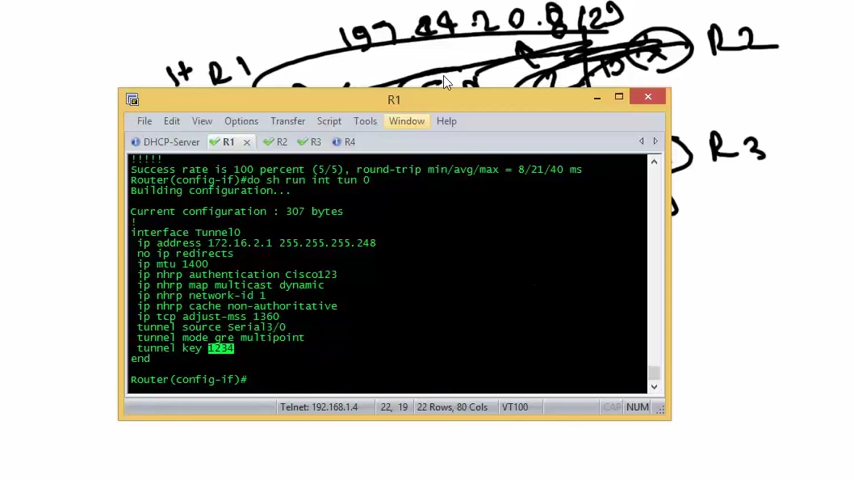 197.44.20.8/29
R2
1+ R1
R3
R1
File Edit View Options Transfer Script Tools Window Help
DHCP-Server R1 R2 R3 R4
!!!!!
Success rate is 100 percent (5/5), round-trip min/avg/max = 8/21/40 ms
Router(config-if)#do sh run int tun 0
Building configuration...
Current configuration : 307 bytes
!
interface Tunnel0
ip address 172.16.2.1 255.255.255.248
no ip redirects
ip mtu 1400
ip nhrp authentication Cisco123
ip nhrp map multicast dynamic
ip nhrp network-id 1
ip nhrp cache non-authoritative
ip tcp adjust-mss 1360
tunnel source Serial3/0
tunnel mode gre multipoint
tunnel key 1234
end
Router(config-if)#
Telnet: 192.168.1.4 22, 19 22 Rows, 80 Cols VT100 CAP NUM